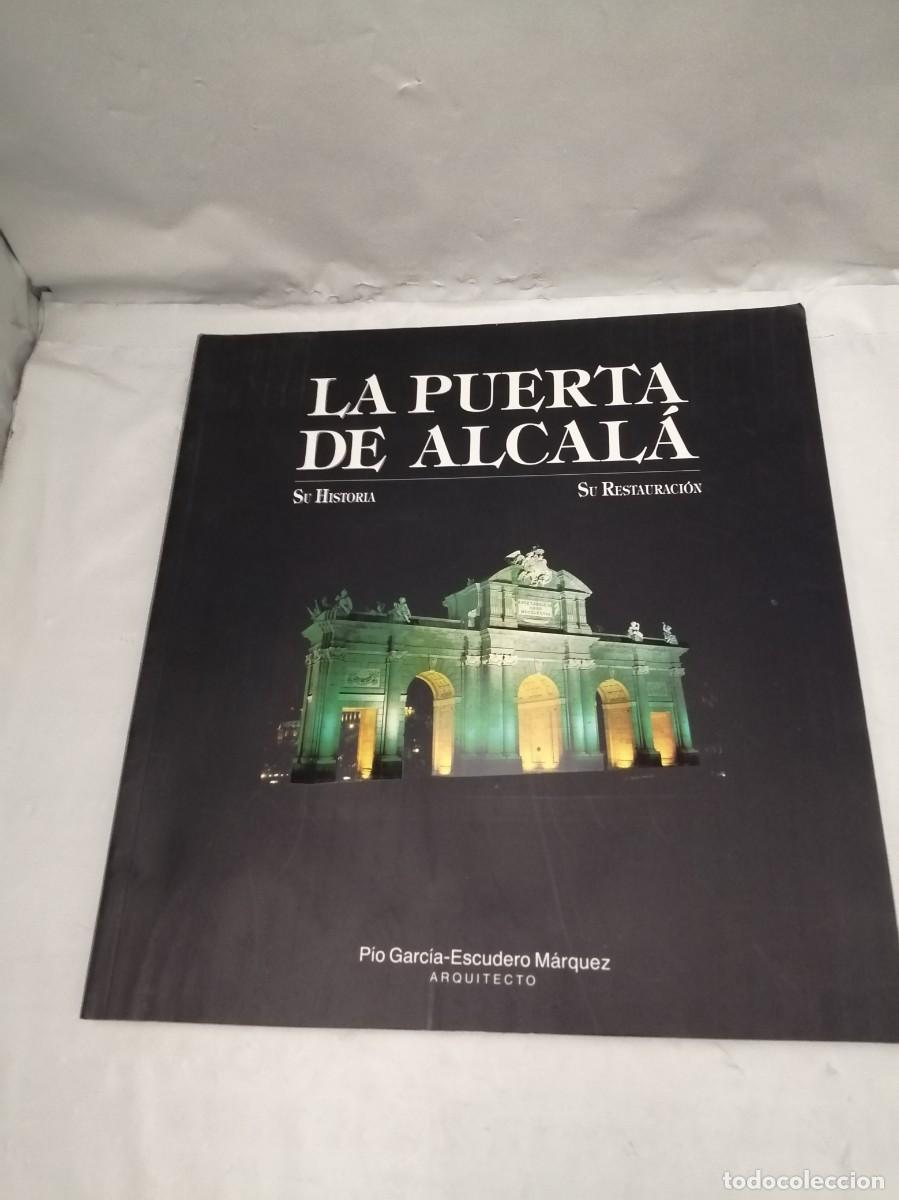 LA PUERTA
DE ALCALÁ
SU HISTORIA SU RESTAURACIÓN
Pío García-Escudero Márquez
ARQUITECTO
todocoleccion